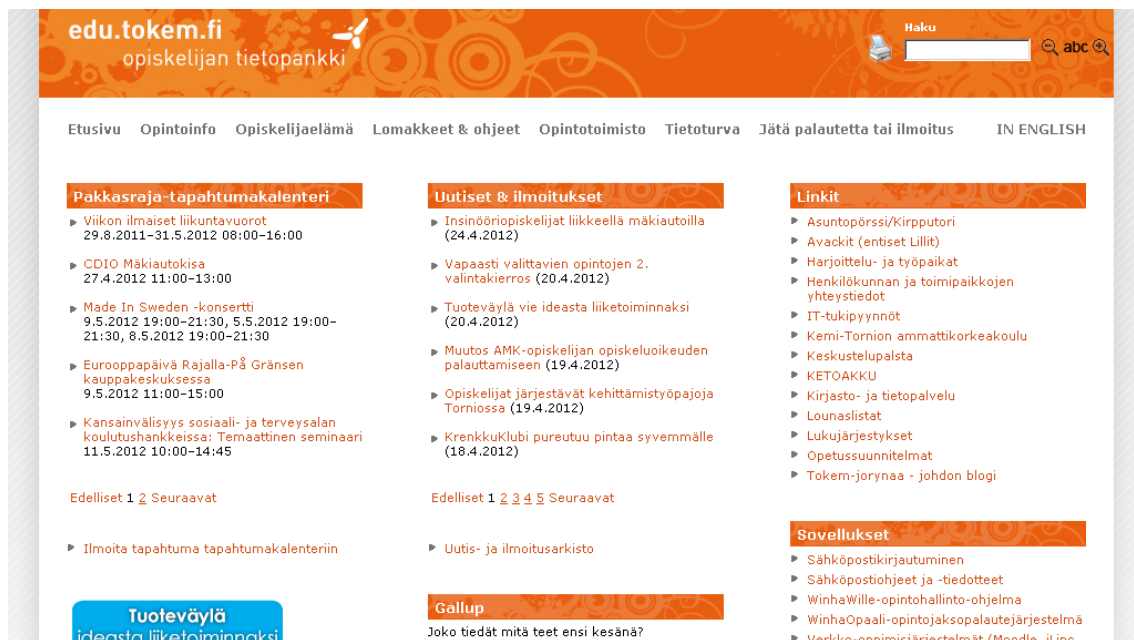 edu.tokem.fi
opiskelijan tietopankki
Haku
abc
Etusivu Opintoinfo Opiskelijaelämä Lomakkeet & ohjeet Opintotoimisto Tietoturva Jätä palautetta tai ilmoitus IN ENGLISH
Pakkasraja-tapahtumakalenteri
Viikon ilmaiset liikuntavuorot
29.8.2011-31.5.2012 08:00-16:00
CDIO Mäkiautokisa
27.4.2012 11:00-13:00
Made In Sweden -konsertti
9.5.2012 19:00-21:30, 5.5.2012 19:00-
21:30, 8.5.2012 19:00-21:30
Eurooppapäivä Rajalla-På Gränsen
kauppakeskuksessa
9.5.2012 11:00-15:00
Kansainvälisyys sosiaali- ja terveysalan
koulutushankkeissa: Temaattinen seminaari
11.5.2012 10:00-14:45
Edelliset 1 2 Seuraavat
Ilmoita tapahtuma tapahtumakalenteriin
Tuoteväylä
ideasta liiketoiminnaksi
Uutiset & ilmoitukset
Insinööriopiskelijat liikkeellä mäkiautoilla
(24.4.2012)
Vapaasti valittavien opintojen 2.
valintakierros (20.4.2012)
Tuoteväylä vie ideasta liiketoiminnaksi
(20.4.2012)
Muutos AMK-opiskelijan opiskeluoikeuden
palauttamiseen (19.4.2012)
Opiskelijat järjestävät kehittämistyöpajoja
Torniossa (19.4.2012)
KrenkkuKlubi pureutuu pintaa syvemmälle
(18.4.2012)
Edelliset 1 2 3 4 5 Seuraavat
Uutis- ja ilmoitusarkisto
Gallup
Joko tiedät mitä teet ensi kesänä?
Linkit
Asuntopörssi/Kirpputori
Avackit (entiset Lillit)
Harjoittelu- ja työpaikat
Henkilökunnan ja toimipaikkojen
yhteystiedot
IT-tukipyynnöt
Kemi-Tornion ammattikorkeakoulu
Keskustelupalsta
KETOAKKU
Kirjasto- ja tietopalvelu
Lounaslistat
Lukujärjestykset
Opetussuunnitelmat
Tokem-jorynaa - johdon blogi
Sovellukset
Sähköpostikirjautuminen
Sähköpostiohjeet ja -tiedotteet
WinhaWille-opintohallinto-ohjelma
WinhaOpaali-opintojaksopalautejärjestelmä
Verkko-oppimisjärjestelmät (Moodle, iLinc